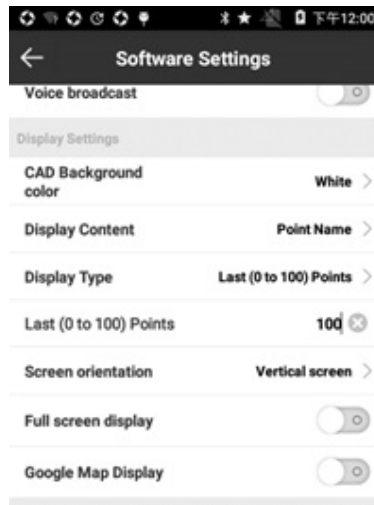 下午12:00
Software Settings
Voice broadcast
Display Settings
CAD Background
color
White
Display Content
Point Name
Display Type
Last (0 to 100) Points
Last (0 to 100) Points
100
Screen orientation
Vertical screen
Full screen display
Google Map Display